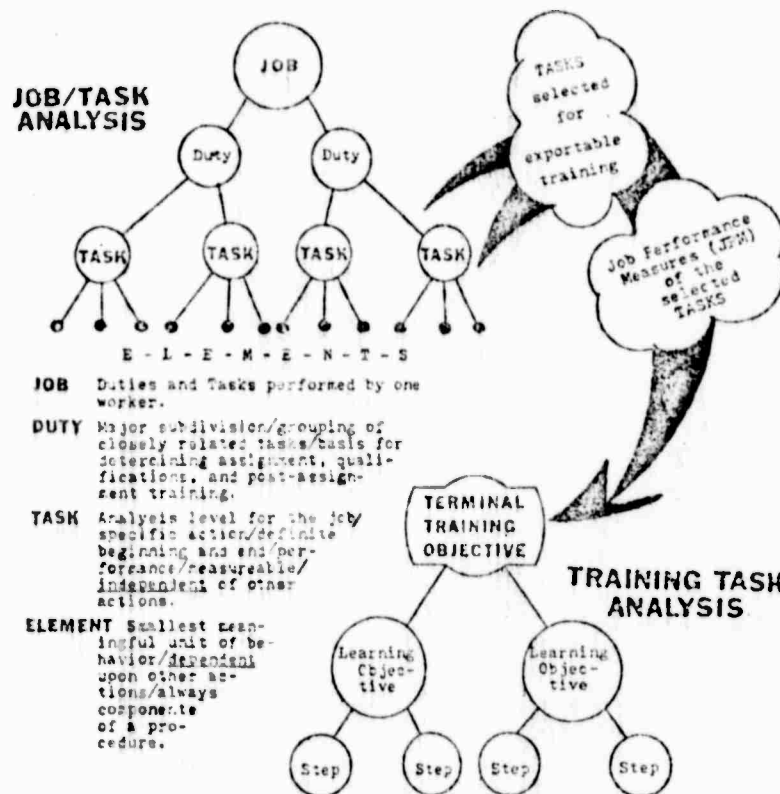 JOB/TASK
ANALYSIS
JOB
Duty
Duty
TASK
TASK
TASK
TASK
E - L - E - M - E - N - T - S
TASKS
selected
for
exportable
training
Job Performance
Measures (JPM)
of the
selected
TASKS
JOB Duties and Tasks performed by one
worker.
DUTY Major subdivision/grouping of
closely related tasks/basis for
determining assignment, quali-
fications, and post-assign-
ment training.
TASK Analysis level for the job/
specific action/definite
beginning and end/per-
formance/measureable/
independent of other
actions.
ELEMENT Smallest mean-
ingful unit of be-
havior/dependent
upon other ac-
tions/always
components
of a pro-
cedure.
TERMINAL
TRAINING
OBJECTIVE
TRAINING TASK
ANALYSIS
Learning
Objec-
tive
Learning
Objec-
tive
Step
Step
Step
Step